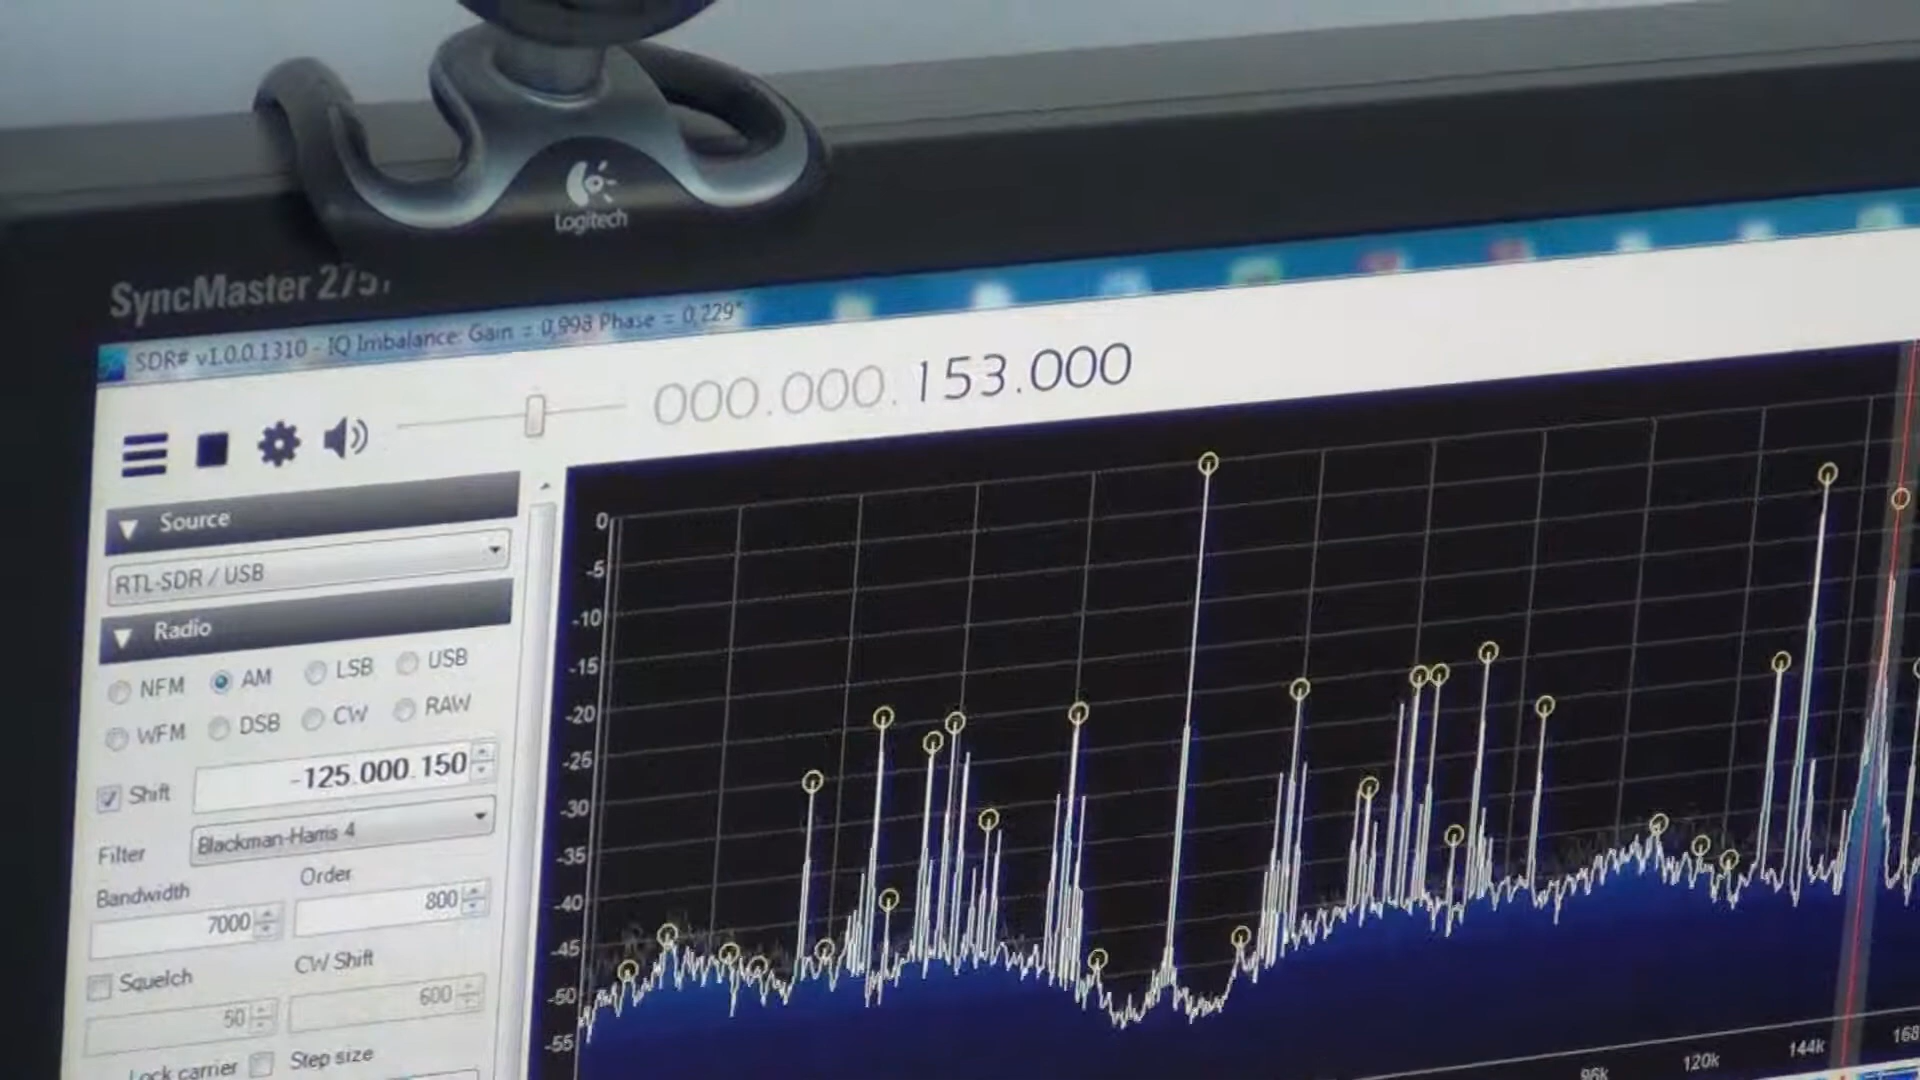 Logitech
SyncMaster
SDR# v1.0.0.1310 - IQ Imbalance: Gain = 0,998 Phase = 0,229°
000.000.153.000
Source
RTL-SDR / USB
Radio
NFM AM LSB USB
WFM DSB CW RAW
Shift -125.000.150
Filter Blackman-Harris 4
Bandwidth Order
7000 800
Squelch CW Shift
50 600
Lock carrier Step size
0
-5
-10
-15
-20
-25
-30
-35
-40
-45
-50
-55
96k 120k 144k 168